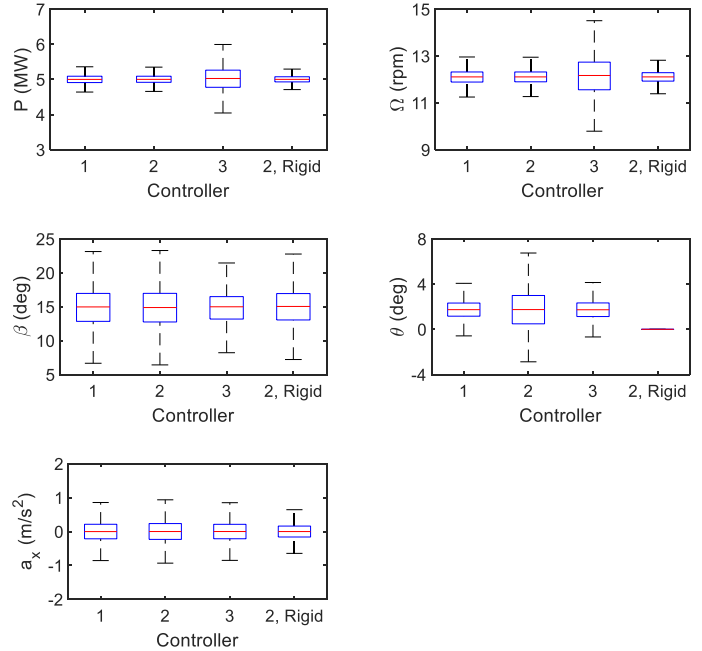 7
6
5
4
3
P (MW)
1 2 3 2, Rigid
Controller
15
13
11
9
Ω (rpm)
1 2 3 2, Rigid
Controller
25
20
15
10
5
β (deg)
1 2 3 2, Rigid
Controller
8
4
0
-4
θ (deg)
1 2 3 2, Rigid
Controller
2
1
0
-1
-2
a_x (m/s²)
1 2 3 2, Rigid
Controller